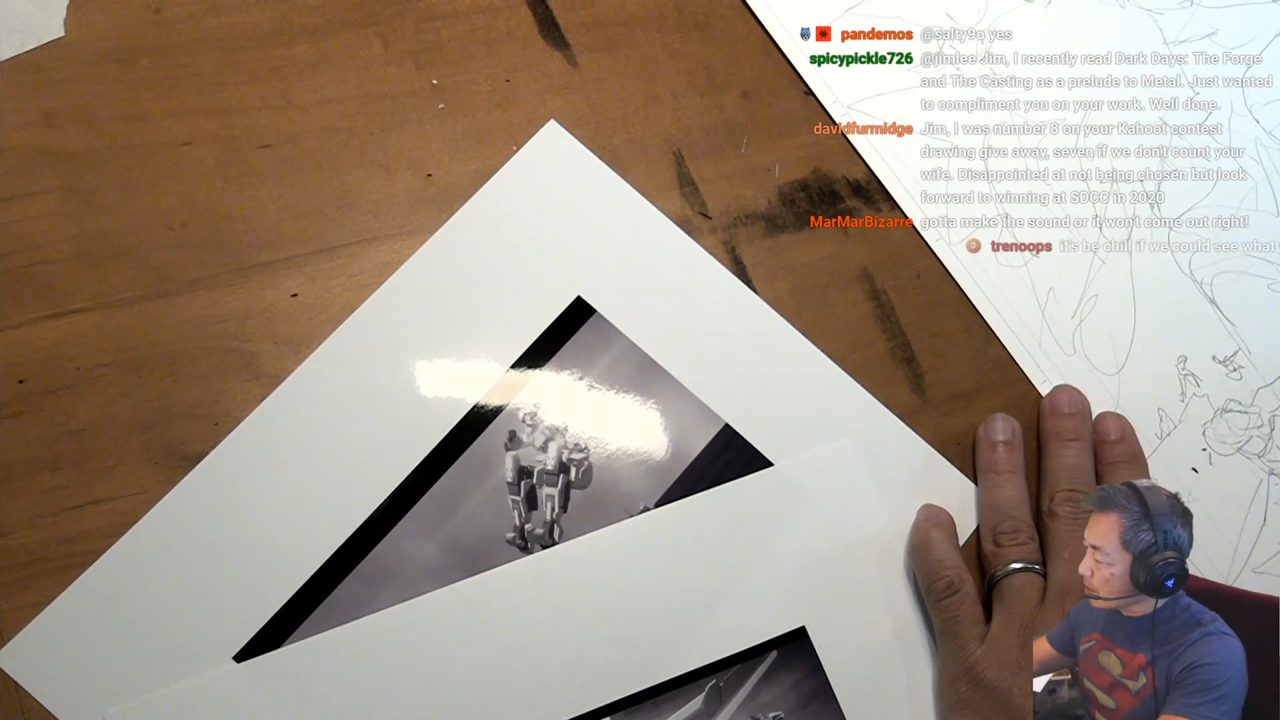 pandemos @salty9o yes
spicypickle726 @jimlee Jim, I recently read Dark Days: The Forge
and The Casting as a prelude to Metal. Just wanted
to compliment you on your work. Well done.
davidfurmidge Jim, I was number 8 on your Kahoot contest
drawing give away, seven if we don't count your
wife. Disappointed at not being chosen but look
forward to winning at SDCC in 2020
MarMarBizarre gotta make the sound or it won't come out right!
trenoops it's be chill if we could see what